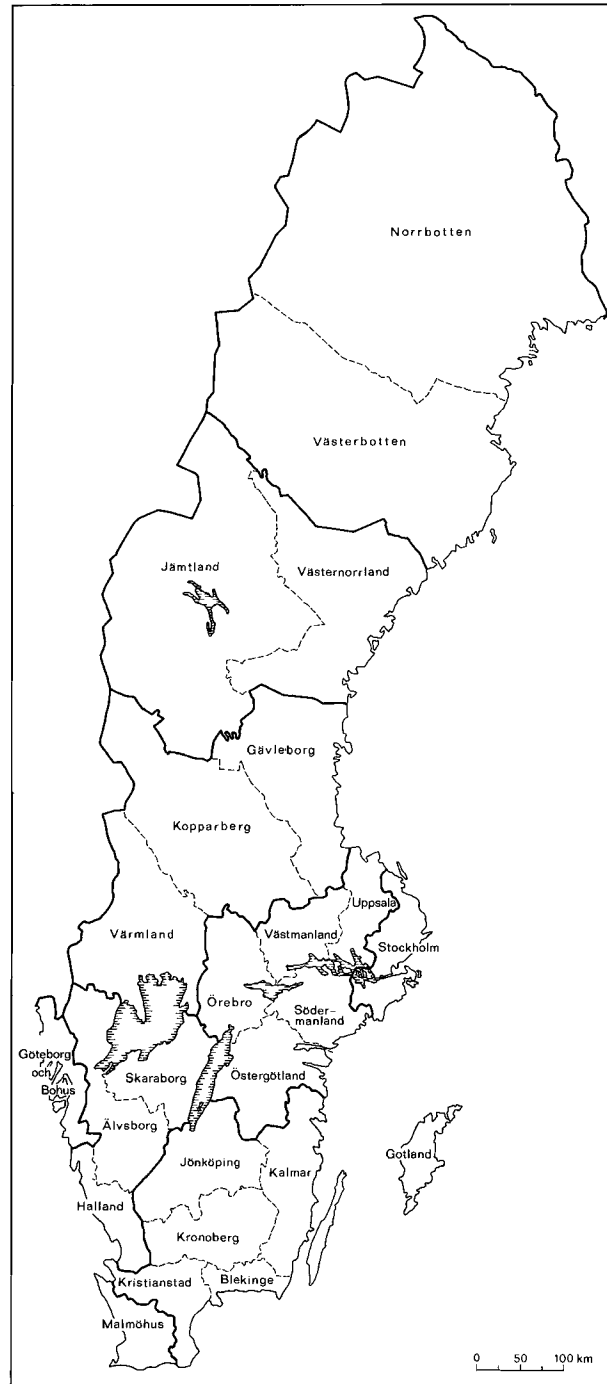 Norrbotten
Västerbotten
Jämtland
Västernorrland
Gävleborg
Kopparberg
Uppsala
Västmanland
Värmland
Stockholm
Örebro
Söder-
manland
Göteborg
och
Bohus
Skaraborg
Östergötland
Älvsborg
Gotland
Jönköping
Kalmar
Halland
Kronoberg
Kristianstad
Blekinge
Malmöhus
0 50 100 km